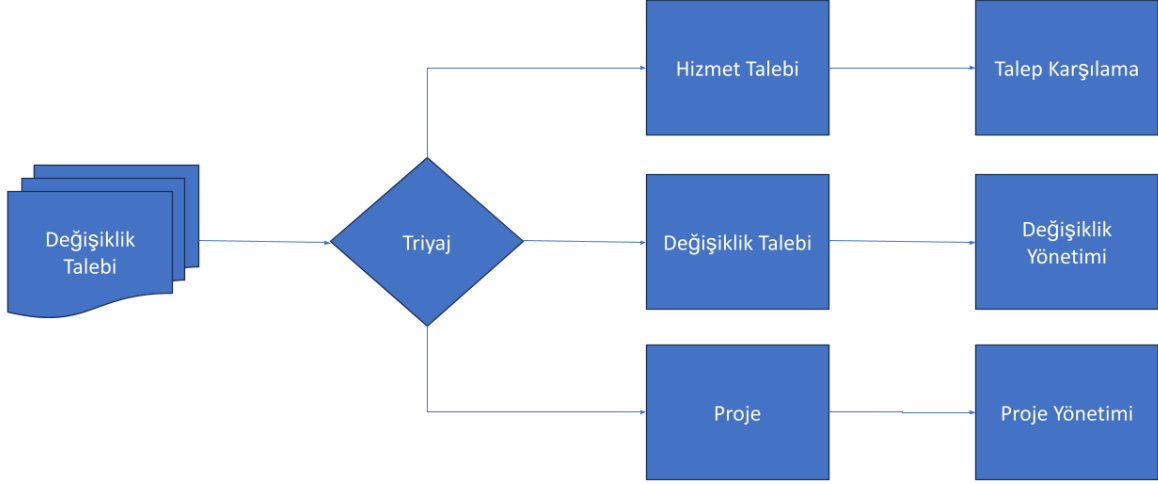 Değişiklik
Talebi
Triyaj
Hizmet Talebi
Talep Karşılama
Değişiklik Talebi
Değişiklik
Yönetimi
Proje
Proje Yönetimi